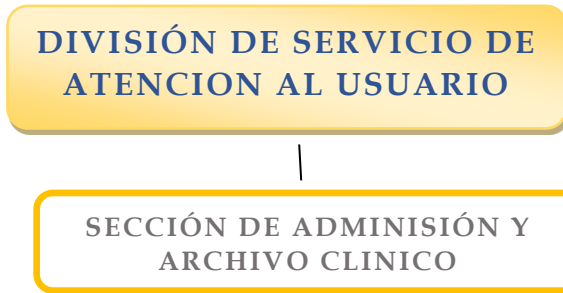 DIVISIÓN DE SERVICIO DE
ATENCION AL USUARIO
SECCIÓN DE ADMINISIÓN Y
ARCHIVO CLINICO